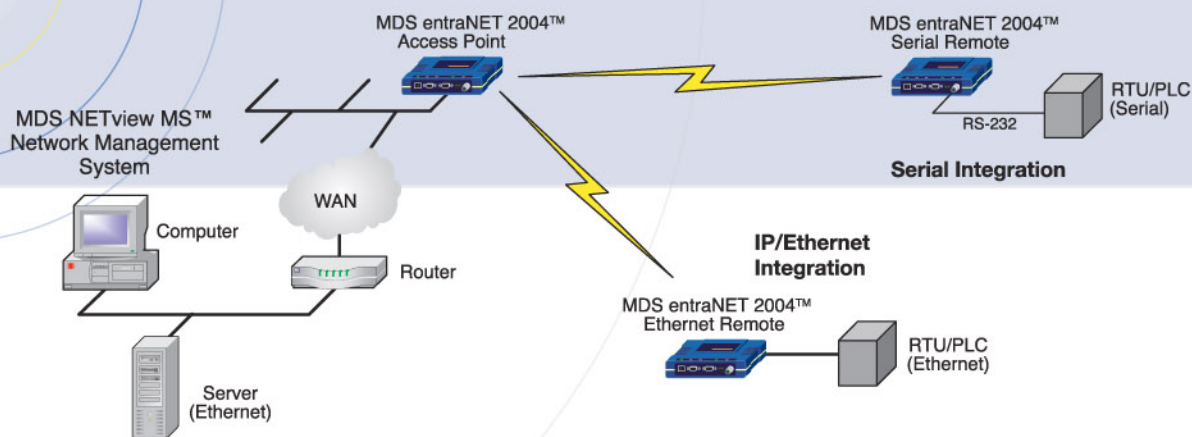 MDS entraNET 2004™
Access Point
MDS entraNET 2004™
Serial Remote
RTU/PLC
(Serial)
RS-232
Serial Integration
MDS NETview MS™
Network Management
System
WAN
Computer
Router
IP/Ethernet
Integration
MDS entraNET 2004™
Ethernet Remote
RTU/PLC
(Ethernet)
Server
(Ethernet)